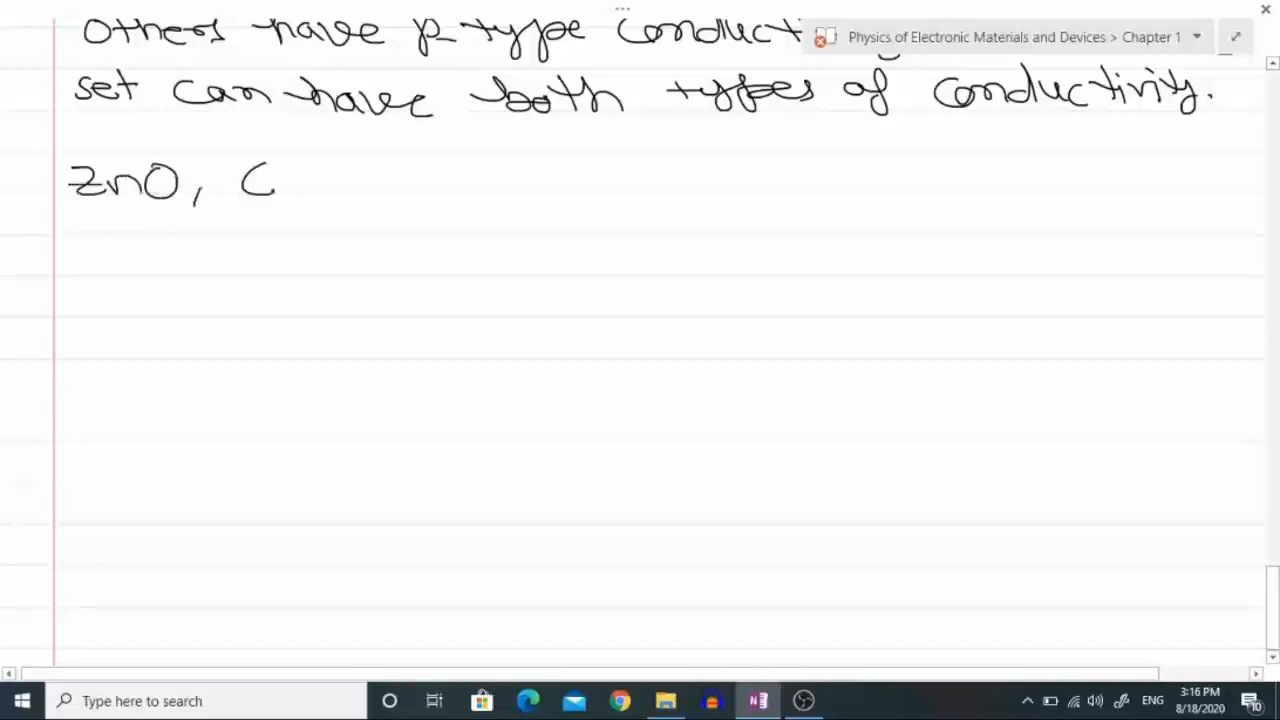 Others have p-type conduct
Physics of Electronic Materials and Devices > Chapter 1
set can have both types of conductivity.
ZnO, C
Type here to search
ENG
3:16 PM
8/18/2020
10